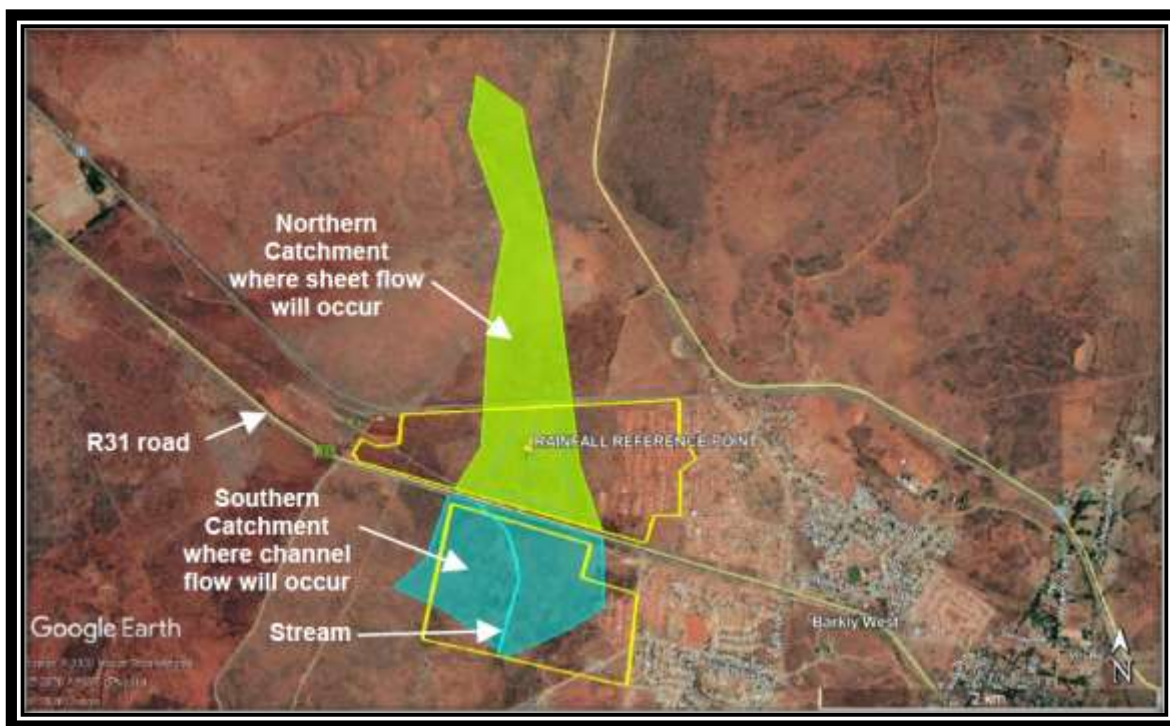 Northern
Catchment
where sheet flow
will occur
R31 road
RAINFALL REFERENCE POINT
Southern
Catchment
where channel
flow will occur
Stream
Barkly West
Google Earth
N
2 km